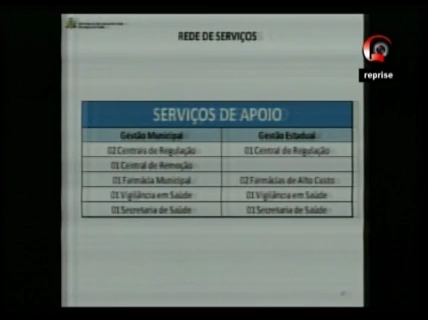 REDE DE SERVIÇOS
reprise
SERVIÇOS DE APOIO
Gestão Municipal Gestão Estadual
02 Centrais de Regulação 01 Central de Regulação
01 Central de Remoção
01 Farmácia Municipal 02 Farmácias de Alto Custo
01 Vigilância em Saúde 01 Vigilância em Saúde
01 Secretaria de Saúde 01 Secretaria de Saúde